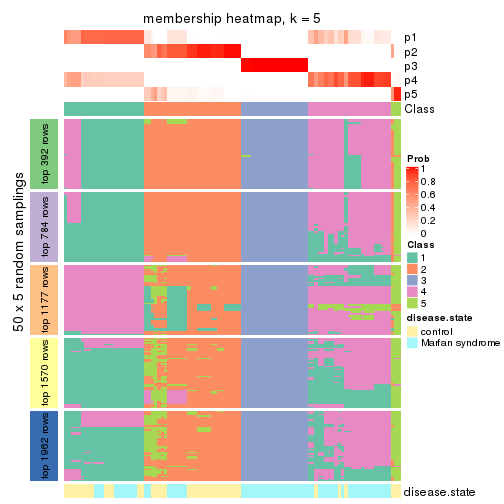 membership heatmap, k = 5
p1
p2
p3
p4
p5
Class
50 x 5 random samplings
top 392 rows
top 784 rows
top 1177 rows
top 1570 rows
top 1962 rows
Prob
1
0.8
0.6
0.4
0.2
0
Class
1
2
3
4
5
disease.state
control
Marfan syndrome
disease.state